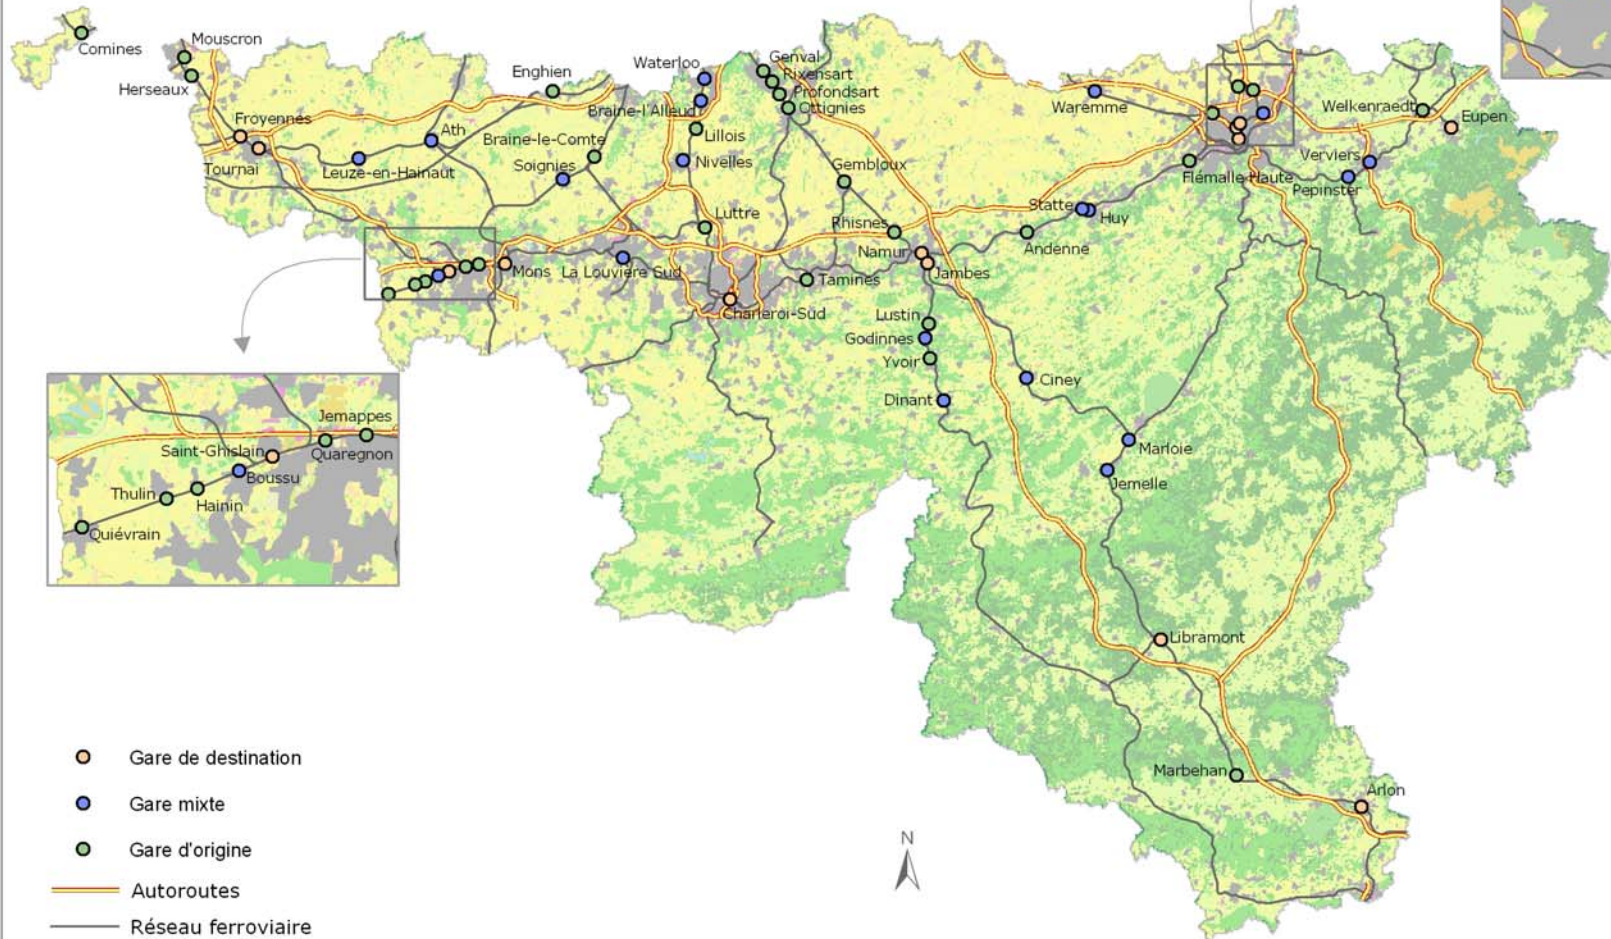 Comines
Mouscron
Herseaux
Froyennes
Tournai
Leuze-en-Hainaut
Ath
Enghien
Braine-le-Comte
Soignies
Waterloo
Braine-l'Alleud
Lillois
Nivelles
Luttre
Genval
Rixensart
Profondsart
Ottignies
Gembloux
Rhisnes
Namur
Jambes
Mons
La Louvière Sud
Charleroi-Sud
Tamines
Lustin
Godinnes
Yvoir
Dinant
Ciney
Marloie
Jemelle
Waremme
Statte
Huy
Andenne
Flémalle Haute
Welkenraedt
Eupen
Verviers
Pepinster
Libramont
Marbehan
Arlon
Jemappes
Saint-Ghislain
Quaregnon
Boussu
Thulin
Hainin
Quiévrain
Gare de destination
Gare mixte
Gare d'origine
Autoroutes
Réseau ferroviaire
N